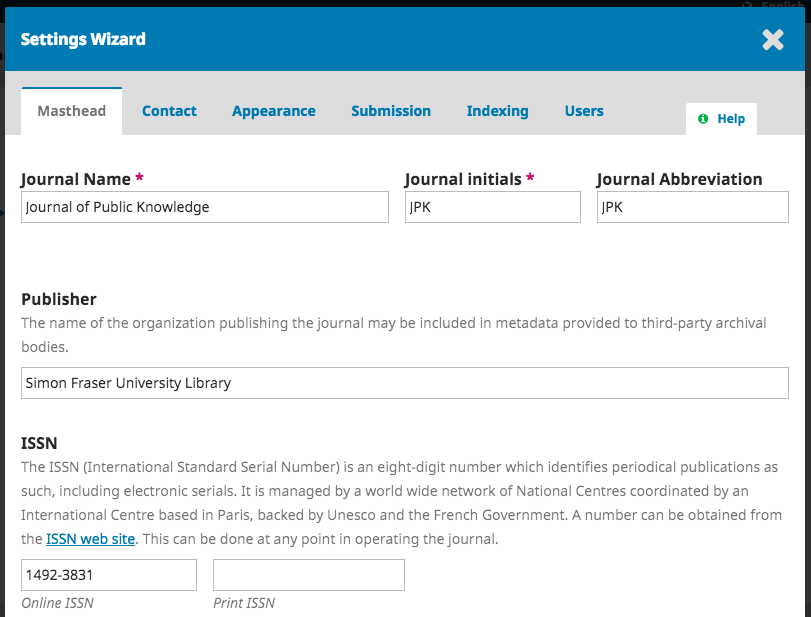 English
Settings Wizard
Masthead Contact Appearance Submission Indexing Users Help
Journal Name * Journal initials * Journal Abbreviation
Journal of Public Knowledge JPK JPK
Publisher
The name of the organization publishing the journal may be included in metadata provided to third-party archival
bodies.
Simon Fraser University Library
ISSN
The ISSN (International Standard Serial Number) is an eight-digit number which identifies periodical publications as
such, including electronic serials. It is managed by a world wide network of National Centres coordinated by an
International Centre based in Paris, backed by Unesco and the French Government. A number can be obtained from
the ISSN web site. This can be done at any point in operating the journal.
1492-3831
Online ISSN Print ISSN